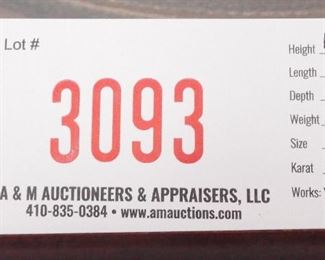 Lot #
3093
A & M AUCTIONEERS & APPRAISERS, LLC
410-835-0384 • www.amauctions.com
Height
Length
Depth
Weight
Size
Karat
Works: